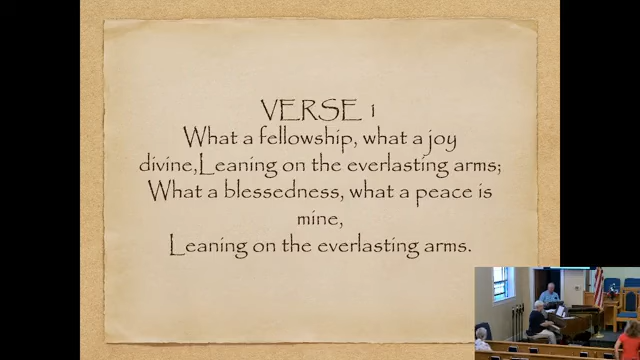 VERSE 1
What a fellowship, what a joy
divine,Leaning on the everlasting arms;
What a blessedness, what a peace is
mine,
Leaning on the everlasting arms.